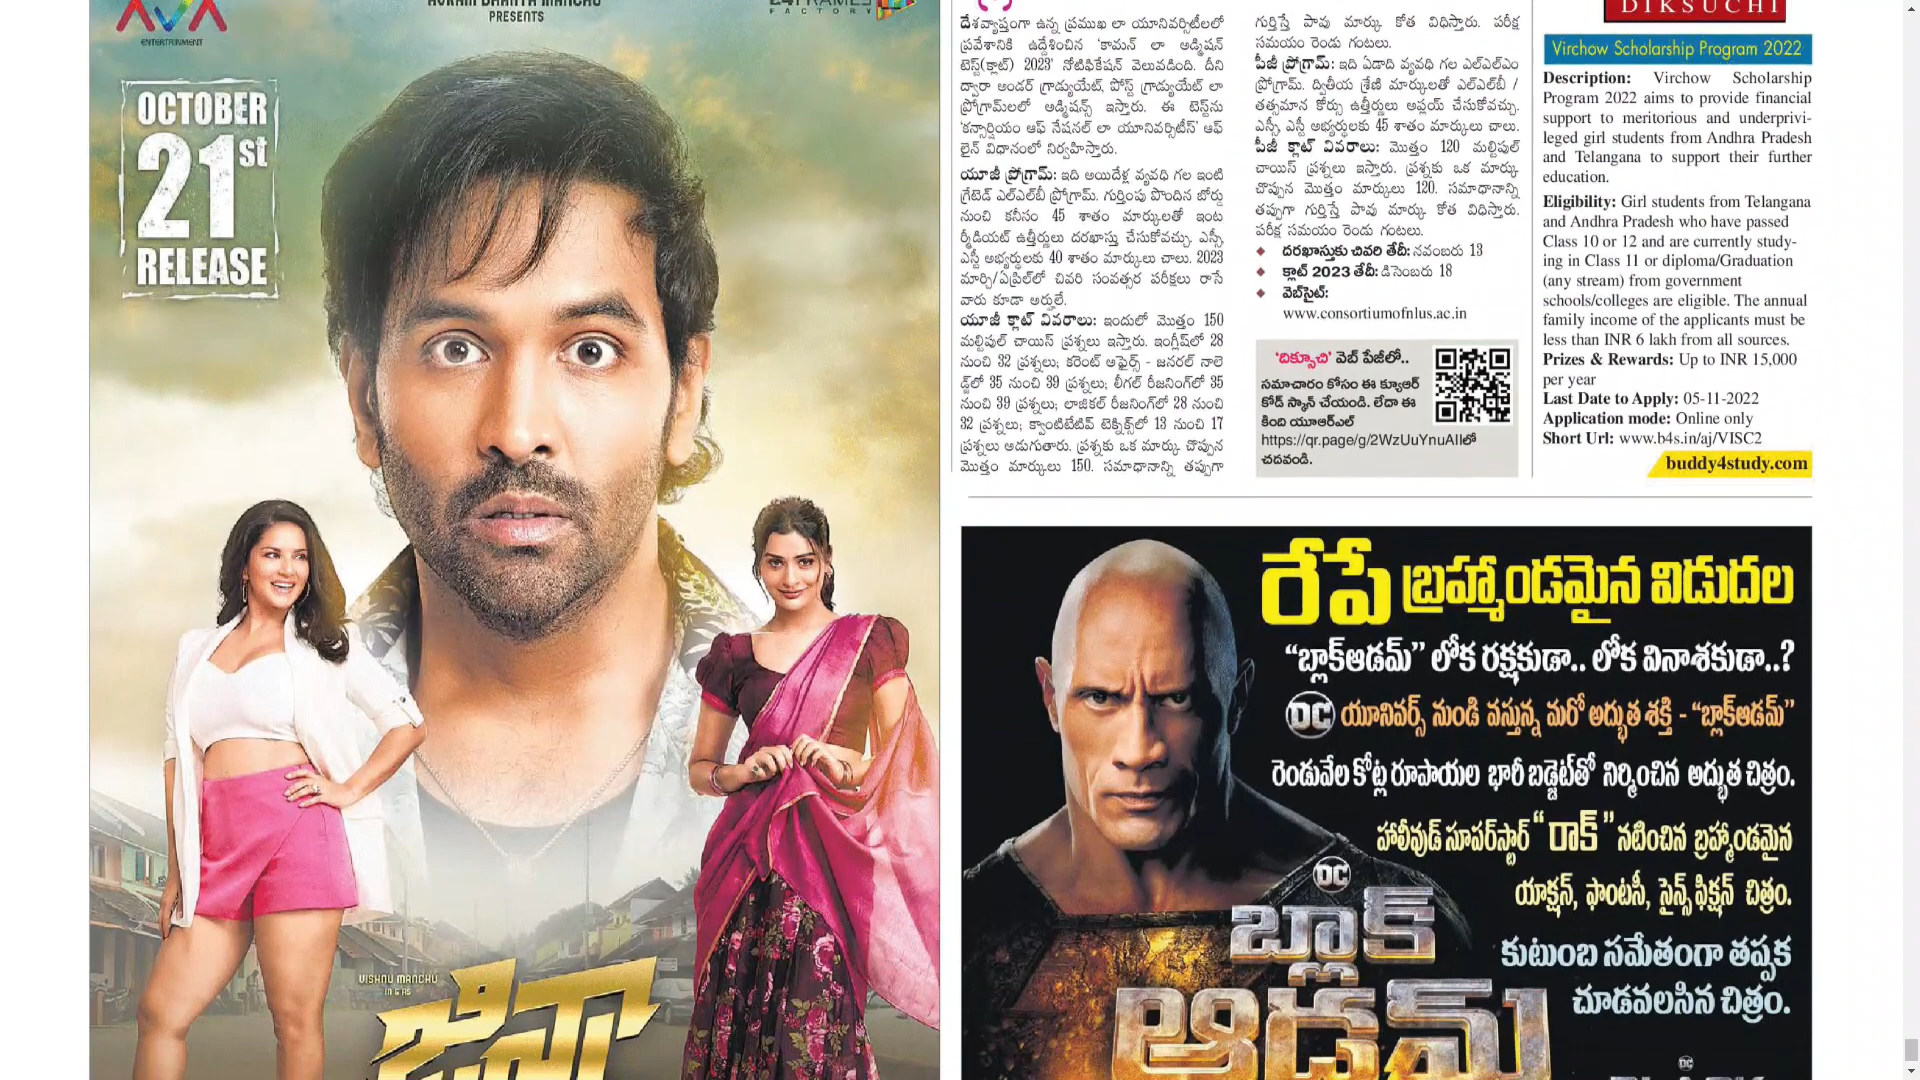 AVA
ENTERTAINMENT
AVRAM BHAKTA MANCHU
PRESENTS
24 FRAMES
FACTORY
OCTOBER
21st
RELEASE
VISHNU MANCHU
IN & AS
జిన్నా
దేశవ్యాప్తంగా ఉన్న ప్రముఖ లా యూనివర్సిటీలలో
ప్రవేశానికి ఉద్దేశించిన ‘కామన్ లా అడ్మిషన్
టెస్ట్(క్లాట్) 2023’ నోటిఫికేషన్ వెలువడింది. దీని
ద్వారా అండర్ గ్రాడ్యుయేట్, పోస్ట్ గ్రాడ్యుయేట్ లా
ప్రోగ్రామ్‌లలో అడ్మిషన్స్ ఇస్తారు. ఈ టెస్ట్‌ను
‘కన్సార్షియం ఆఫ్ నేషనల్ లా యూనివర్సిటీస్’ ఆఫ్
లైన్ విధానంలో నిర్వహిస్తారు.
యూజీ ప్రోగ్రామ్: ఇది అయిదేళ్ల వ్యవధి గల ఇంటి
గ్రేటెడ్ ఎల్ఎల్‌బీ ప్రోగ్రామ్. గుర్తింపు పొందిన బోర్డు
నుంచి కనీసం 45 శాతం మార్కులతో ఇంట
ర్మీడియట్ ఉత్తీర్ణులు దరఖాస్తు చేసుకోవచ్చు. ఎస్సీ,
ఎస్టీ అభ్యర్థులకు 40 శాతం మార్కులు చాలు. 2023
మార్చి/ఏప్రిల్‌లో చివరి సంవత్సర పరీక్షలు రాసే
వారు కూడా అర్హులే.
యూజీ క్లాట్ వివరాలు: ఇందులో మొత్తం 150
మల్టిపుల్ చాయిస్ ప్రశ్నలు ఇస్తారు. ఇంగ్లీష్‌లో 28
నుంచి 32 ప్రశ్నలు; కరెంట్ అఫైర్స్ - జనరల్ నాలె
డ్జ్‌లో 35 నుంచి 39 ప్రశ్నలు; లీగల్ రీజనింగ్‌లో 35
నుంచి 39 ప్రశ్నలు; లాజికల్ రీజనింగ్‌లో 28 నుంచి
32 ప్రశ్నలు; క్వాంటిటేటివ్ టెక్నిక్స్‌లో 13 నుంచి 17
ప్రశ్నలు అడుగుతారు. ప్రశ్నకు ఒక మార్కు చొప్పున
మొత్తం మార్కులు 150. సమాధానాన్ని తప్పుగా
గుర్తిస్తే పావు మార్కు కోత విధిస్తారు. పరీక్ష
సమయం రెండు గంటలు.
పీజీ ప్రోగ్రామ్: ఇది ఏడాది వ్యవధి గల ఎల్ఎల్ఎం
ప్రోగ్రామ్. ద్వితీయ శ్రేణి మార్కులతో ఎల్ఎల్‌బీ /
తత్సమాన కోర్సు ఉత్తీర్ణులు అప్లయ్ చేసుకోవచ్చు.
ఎస్సీ, ఎస్టీ అభ్యర్థులకు 45 శాతం మార్కులు చాలు.
పీజీ క్లాట్ వివరాలు: మొత్తం 120 మల్టిపుల్
చాయిస్ ప్రశ్నలు ఇస్తారు. ప్రశ్నకు ఒక మార్కు
చొప్పున మొత్తం మార్కులు 120. సమాధానాన్ని
తప్పుగా గుర్తిస్తే పావు మార్కు కోత విధిస్తారు.
పరీక్ష సమయం రెండు గంటలు.
దరఖాస్తుకు చివరి తేదీ: నవంబరు 13
క్లాట్ 2023 తేదీ: డిసెంబరు 18
వెబ్‌సైట్:
www.consortiumofnlus.ac.in
‘దిక్సూచి’ వెబ్ పేజీలో..
సమాచారం కోసం ఈ క్యూఆర్
కోడ్ స్కాన్ చేయండి. లేదా ఈ
కింది యూఆర్ఎల్
https://qr.page/g/2WzUuYnuAllలో
చదవండి.
DIKSUCHI
Virchow Scholarship Program 2022
Description: Virchow Scholarship
Program 2022 aims to provide financial
support to meritorious and underprivi-
leged girl students from Andhra Pradesh
and Telangana to support their further
education.
Eligibility: Girl students from Telangana
and Andhra Pradesh who have passed
Class 10 or 12 and are currently study-
ing in Class 11 or diploma/Graduation
(any stream) from government
schools/colleges are eligible. The annual
family income of the applicants must be
less than INR 6 lakh from all sources.
Prizes & Rewards: Up to INR 15,000
per year
Last Date to Apply: 05-11-2022
Application mode: Online only
Short Url: www.b4s.in/aj/VISC2
buddy4study.com
రేపే బ్రహ్మాండమైన విడుదల
“బ్లాక్ఆడమ్” లోక రక్షకుడా.. లోక వినాశకుడా..?
DC యూనివర్స్ నుండి వస్తున్న మరో అద్భుత శక్తి - “బ్లాక్ఆడమ్”
రెండువేల కోట్ల రూపాయల భారీ బడ్జెట్‌తో నిర్మించిన అద్భుత చిత్రం.
హాలీవుడ్ సూపర్‌స్టార్ “రాక్” నటించిన బ్రహ్మాండమైన
యాక్షన్, ఫాంటసీ, సైన్స్ ఫిక్షన్ చిత్రం.
కుటుంబ సమేతంగా తప్పక
చూడవలసిన చిత్రం.
DC
బ్లాక్
ఆడమ్
DC